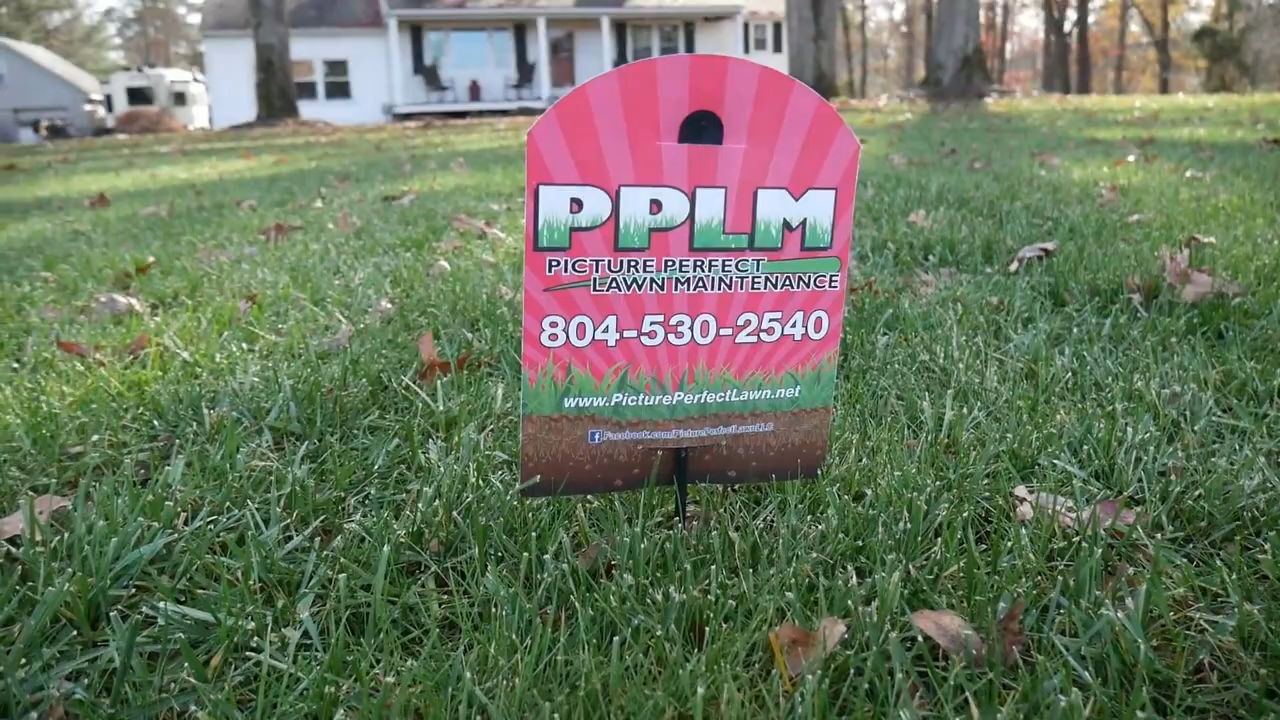 PPLM
PICTURE PERFECT
LAWN MAINTENANCE
804-530-2540
www.PicturePerfectLawn.net
Facebook.com/PicturePerfectLawnLLC